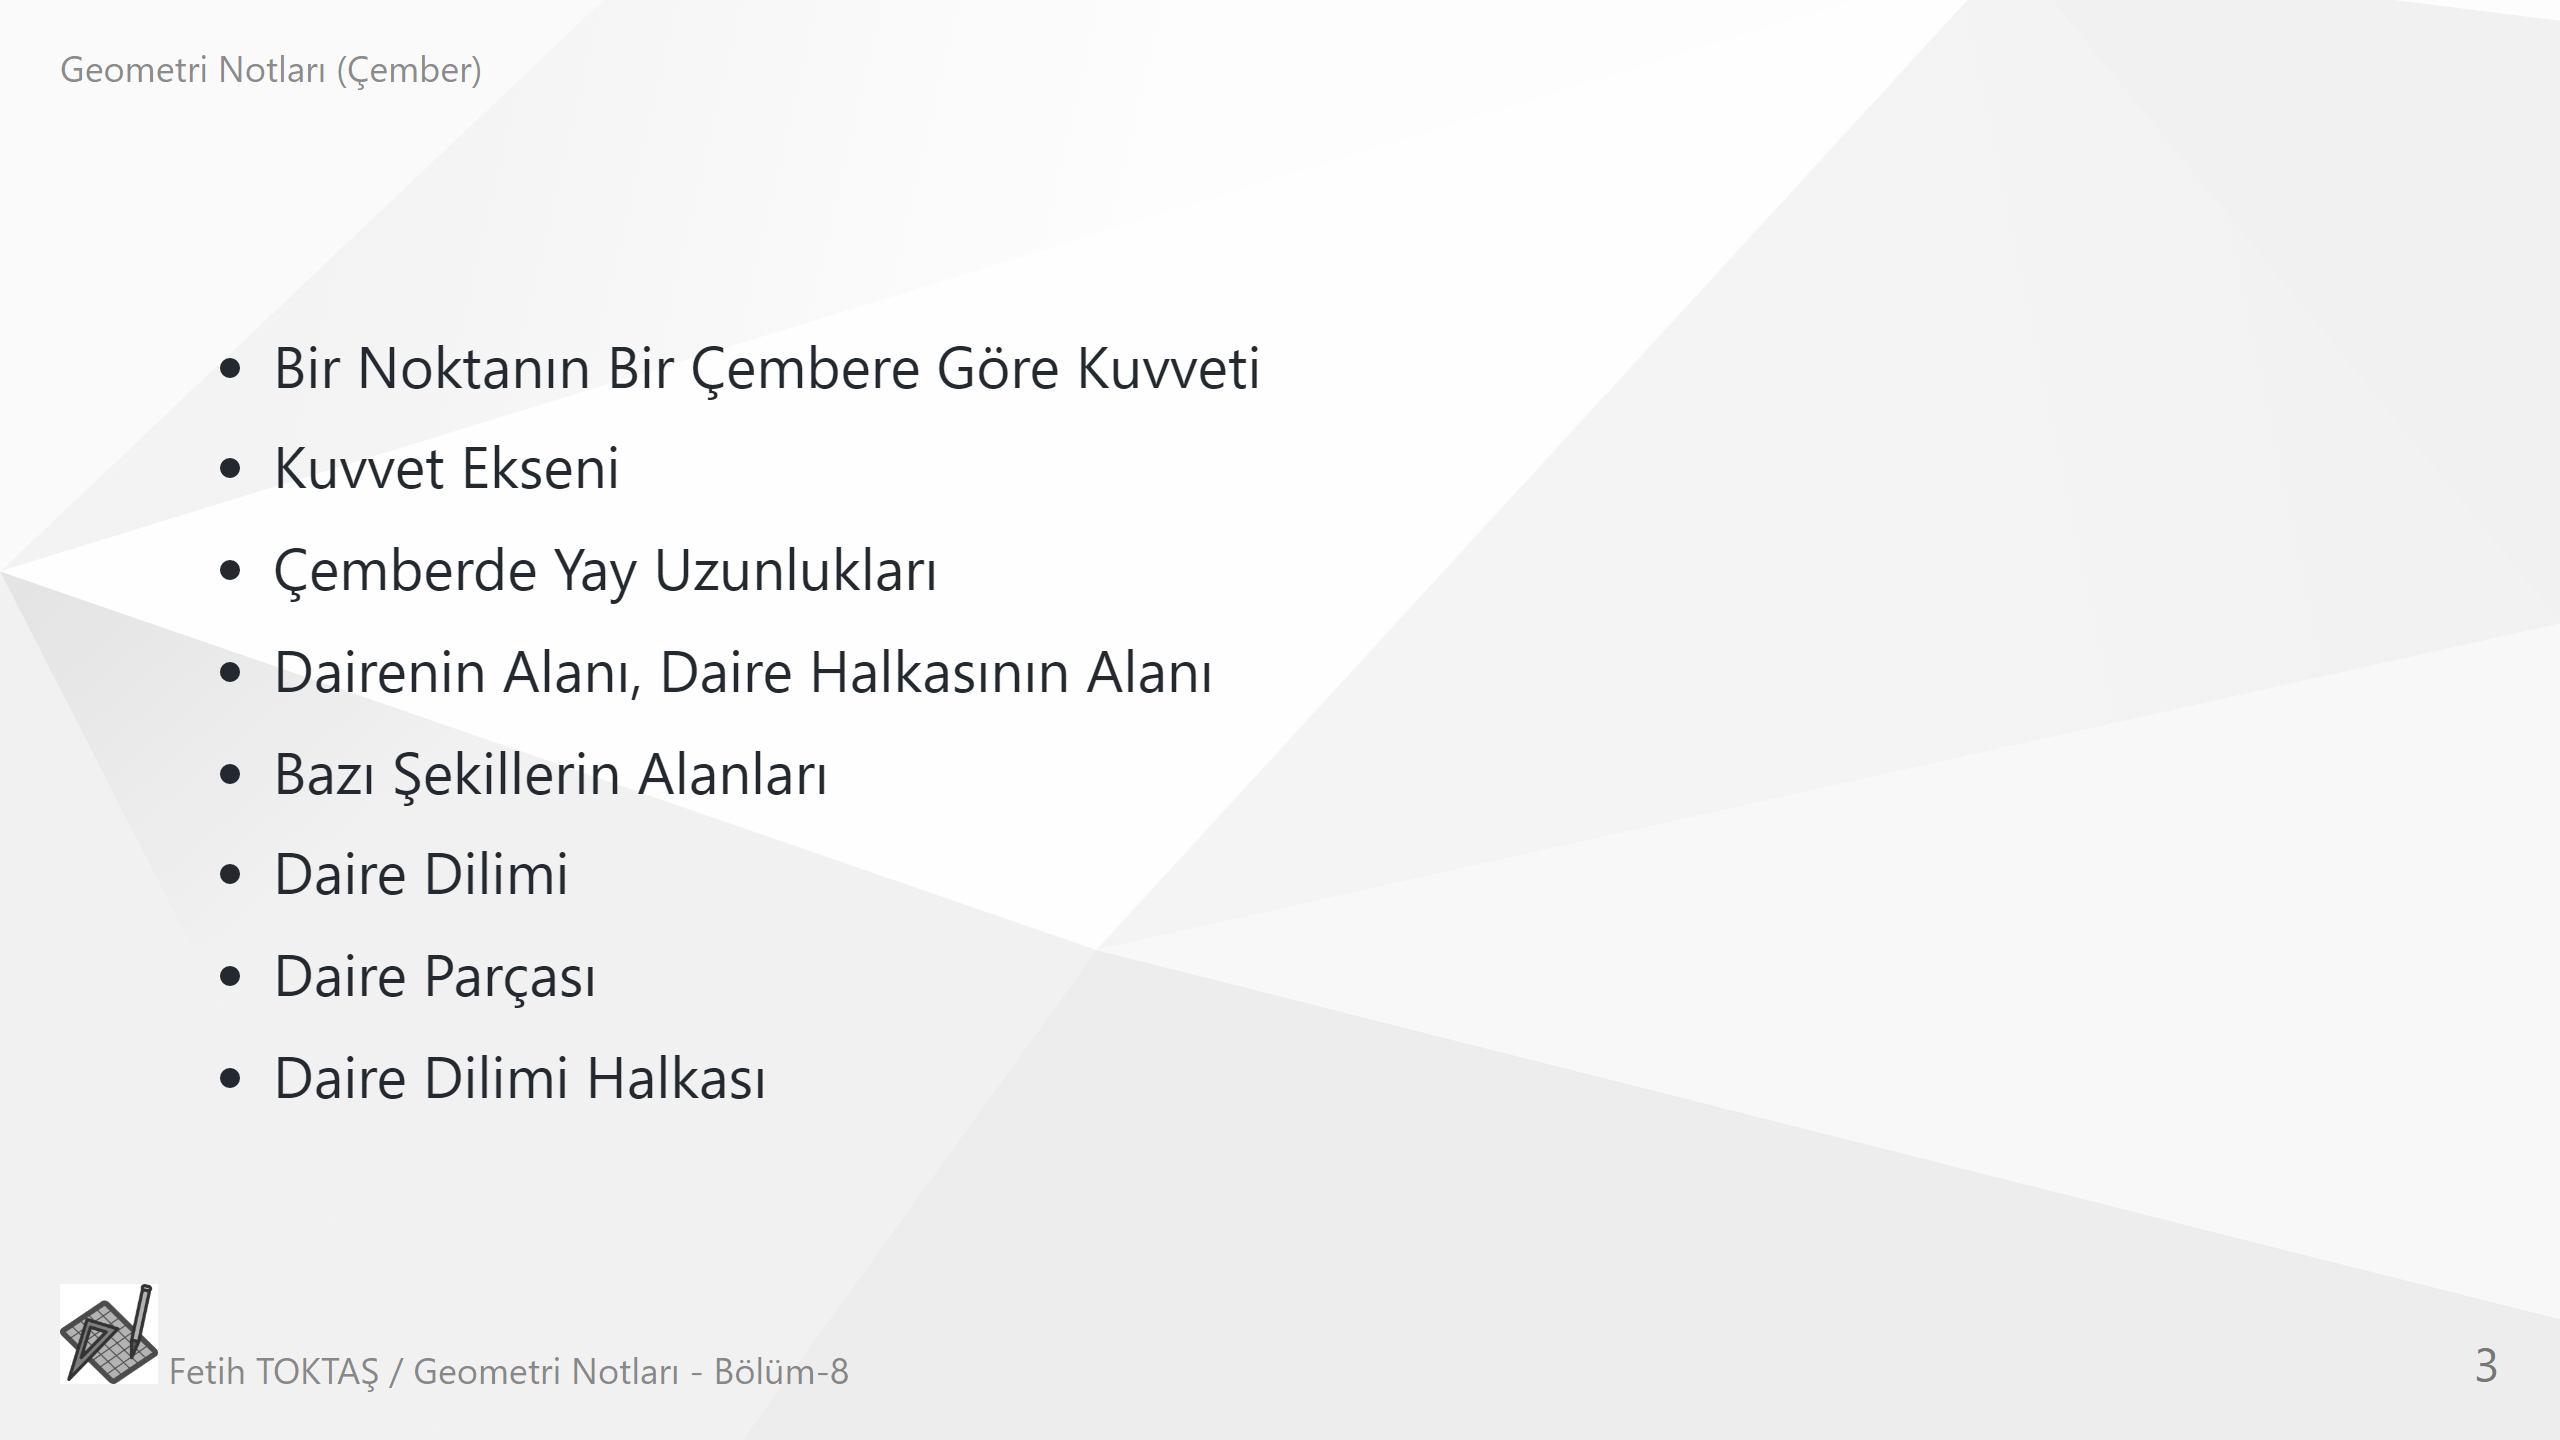 Geometri Notları (Çember)
• Bir Noktanın Bir Çembere Göre Kuvveti
• Kuvvet Ekseni
• Çemberde Yay Uzunlukları
• Dairenin Alanı, Daire Halkasının Alanı
• Bazı Şekillerin Alanları
• Daire Dilimi
• Daire Parçası
• Daire Dilimi Halkası
Fetih TOKTAŞ / Geometri Notları - Bölüm-8
3